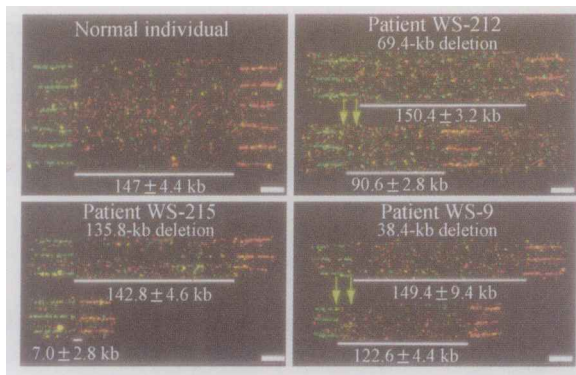 Normal individual
147 ± 4.4 kb
Patient WS-212
69.4-kb deletion
150.4 ± 3.2 kb
90.6 ± 2.8 kb
Patient WS-215
135.8-kb deletion
142.8 ± 4.6 kb
7.0 ± 2.8 kb
Patient WS-9
38.4-kb deletion
149.4 ± 9.4 kb
122.6 ± 4.4 kb